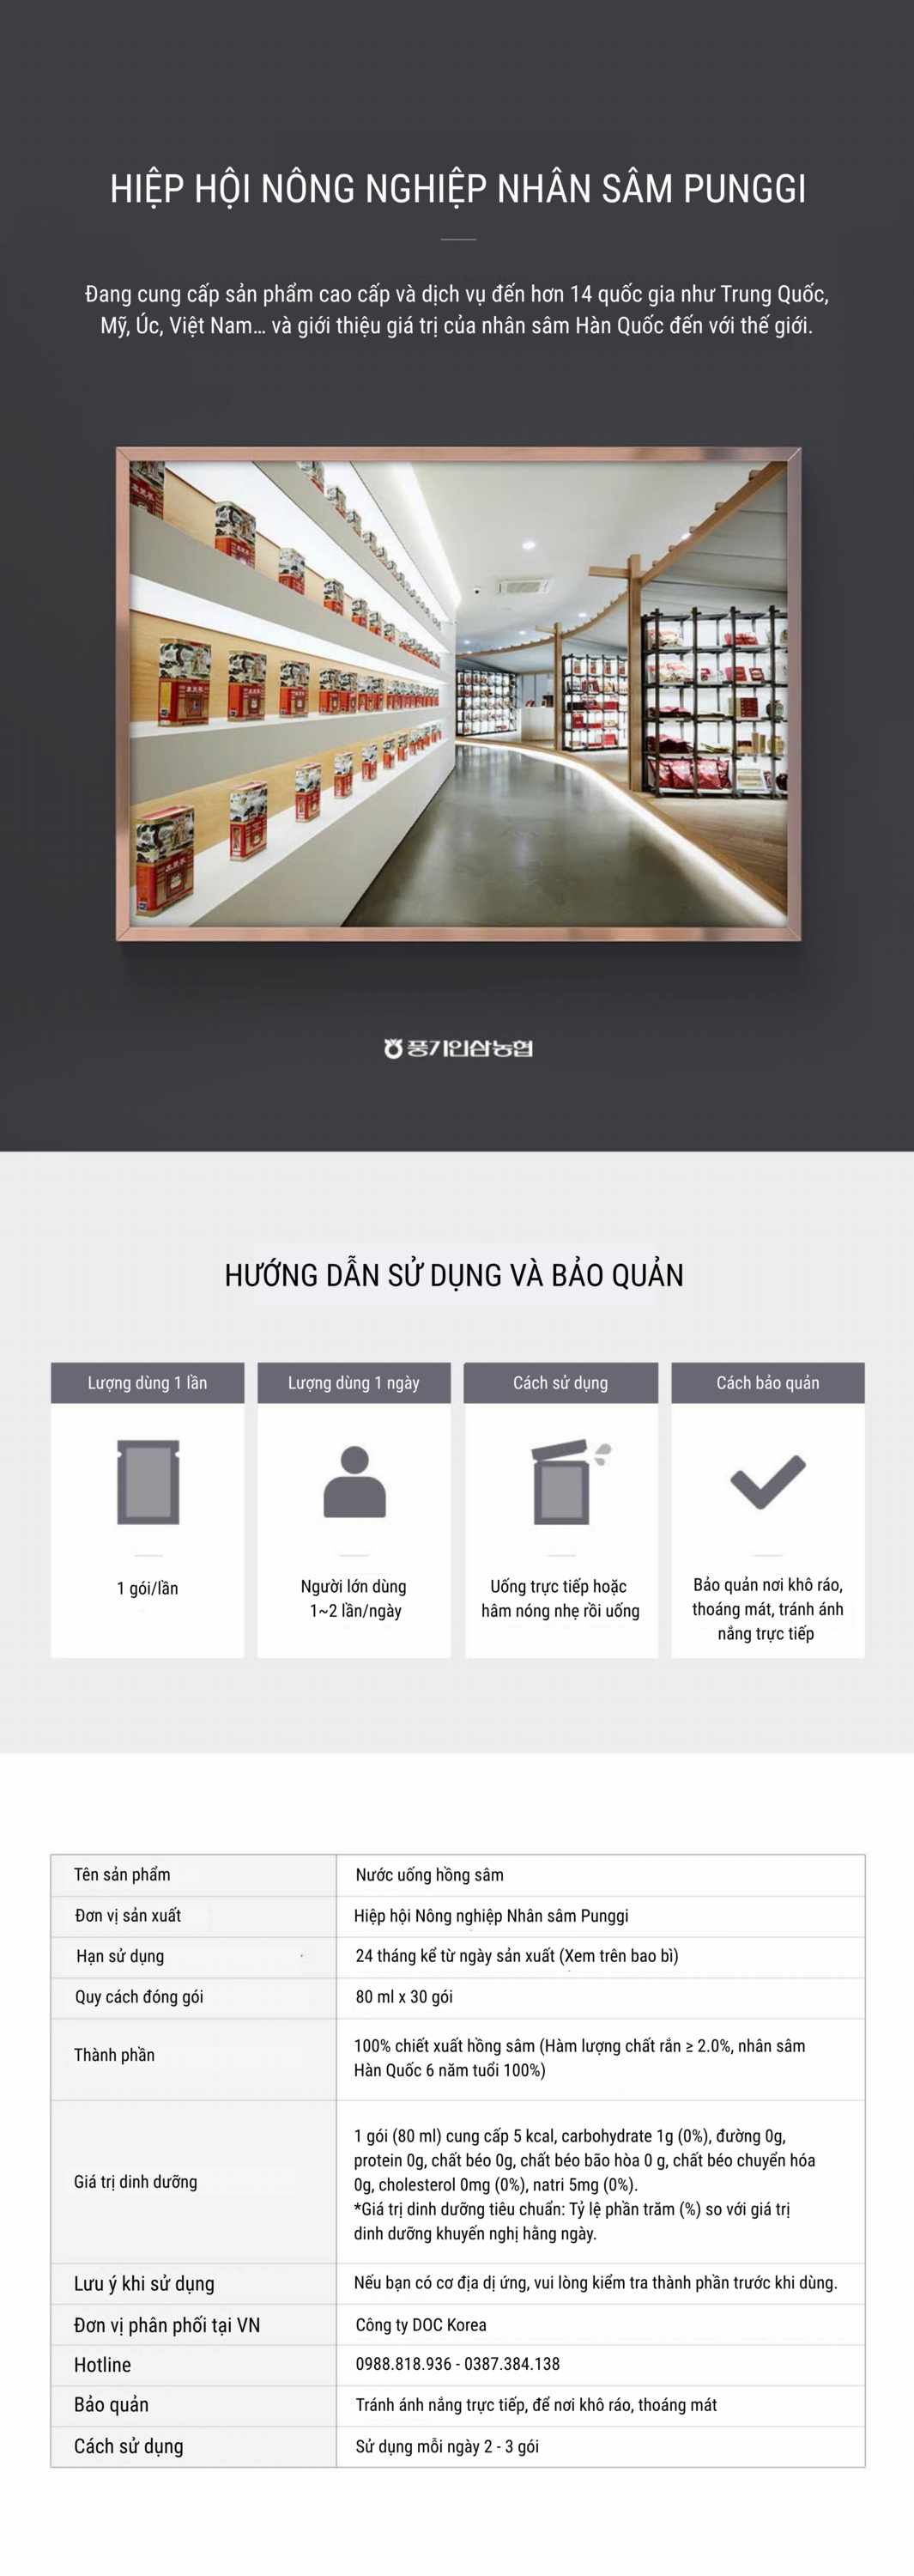 HIỆP HỘI NÔNG NGHIỆP NHÂN SÂM PUNGGI
Đang cung cấp sản phẩm cao cấp và dịch vụ đến hơn 14 quốc gia như Trung Quốc,
Mỹ, Úc, Việt Nam... và giới thiệu giá trị của nhân sâm Hàn Quốc đến với thế giới.
풍기인삼농협
HƯỚNG DẪN SỬ DỤNG VÀ BẢO QUẢN
Lượng dùng 1 lần
1 gói/lần
Lượng dùng 1 ngày
Người lớn dùng
1~2 lần/ngày
Cách sử dụng
Uống trực tiếp hoặc
hâm nóng nhẹ rồi uống
Cách bảo quản
Bảo quản nơi khô ráo,
thoáng mát, tránh ánh
nắng trực tiếp
Tên sản phẩm
Nước uống hồng sâm
Đơn vị sản xuất
Hiệp hội Nông nghiệp Nhân sâm Punggi
Hạn sử dụng
24 tháng kể từ ngày sản xuất (Xem trên bao bì)
Quy cách đóng gói
80 ml x 30 gói
Thành phần
100% chiết xuất hồng sâm (Hàm lượng chất rắn ≥ 2.0%, nhân sâm
Hàn Quốc 6 năm tuổi 100%)
Giá trị dinh dưỡng
1 gói (80 ml) cung cấp 5 kcal, carbohydrate 1g (0%), đường 0g,
protein 0g, chất béo 0g, chất béo bão hòa 0 g, chất béo chuyển hóa
0g, cholesterol 0mg (0%), natri 5mg (0%).
*Giá trị dinh dưỡng tiêu chuẩn: Tỷ lệ phần trăm (%) so với giá trị
dinh dưỡng khuyến nghị hằng ngày.
Lưu ý khi sử dụng
Nếu bạn có cơ địa dị ứng, vui lòng kiểm tra thành phần trước khi dùng.
Đơn vị phân phối tại VN
Công ty DOC Korea
Hotline
0988.818.936 - 0387.384.138
Bảo quản
Tránh ánh nắng trực tiếp, để nơi khô ráo, thoáng mát
Cách sử dụng
Sử dụng mỗi ngày 2 - 3 gói